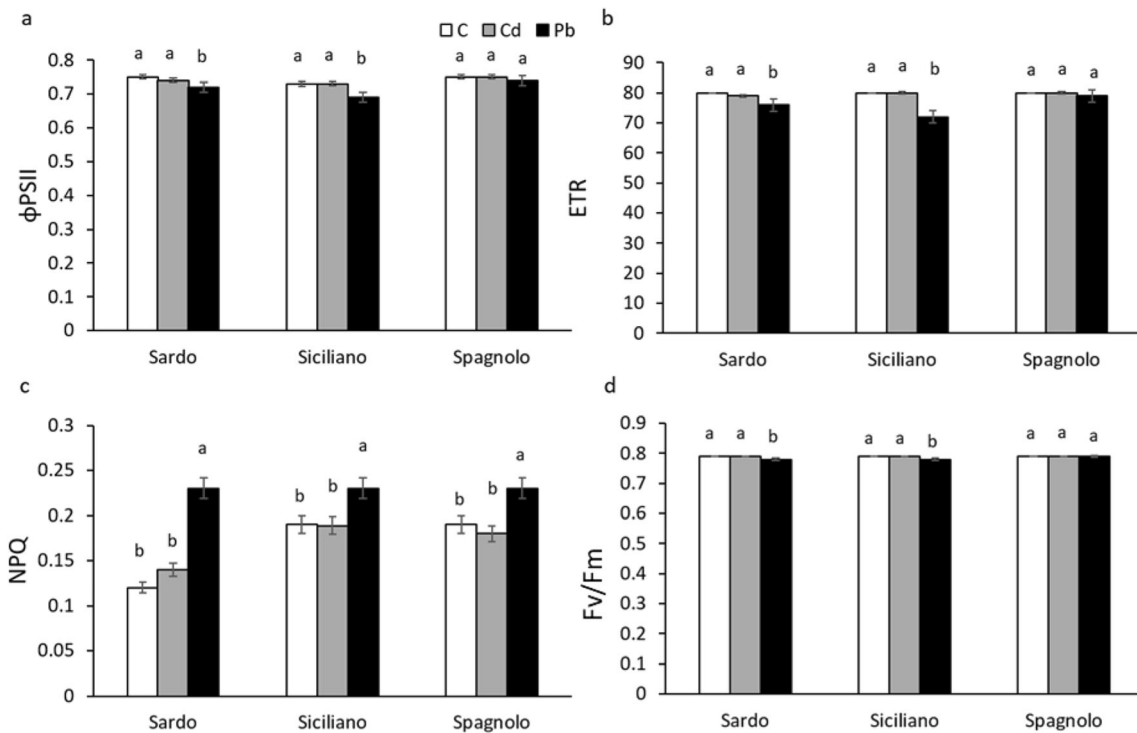 a
C Cd Pb
a a b a a b a a a
0.8
0.7
0.6
0.5
0.4
0.3
0.2
0.1
0
ϕPSII
Sardo Siciliano Spagnolo
b
a a b a a b a a a
90
80
70
60
50
40
30
20
10
0
ETR
Sardo Siciliano Spagnolo
c
b b a b b a b b a
0.3
0.25
0.2
0.15
0.1
0.05
0
NPQ
Sardo Siciliano Spagnolo
d
a a b a a b a a a
0.9
0.8
0.7
0.6
0.5
0.4
0.3
0.2
0.1
0
Fv/Fm
Sardo Siciliano Spagnolo